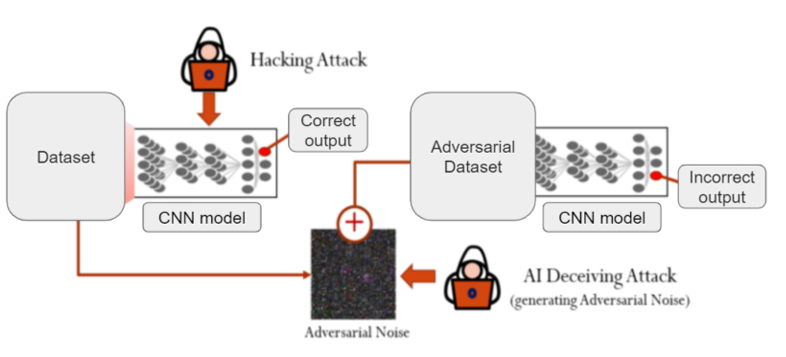 Hacking Attack
Dataset
Correct
output
CNN model
Adversarial
Dataset
Incorrect
output
CNN model
+
Adversarial Noise
AI Deceiving Attack
(generating Adversarial Noise)